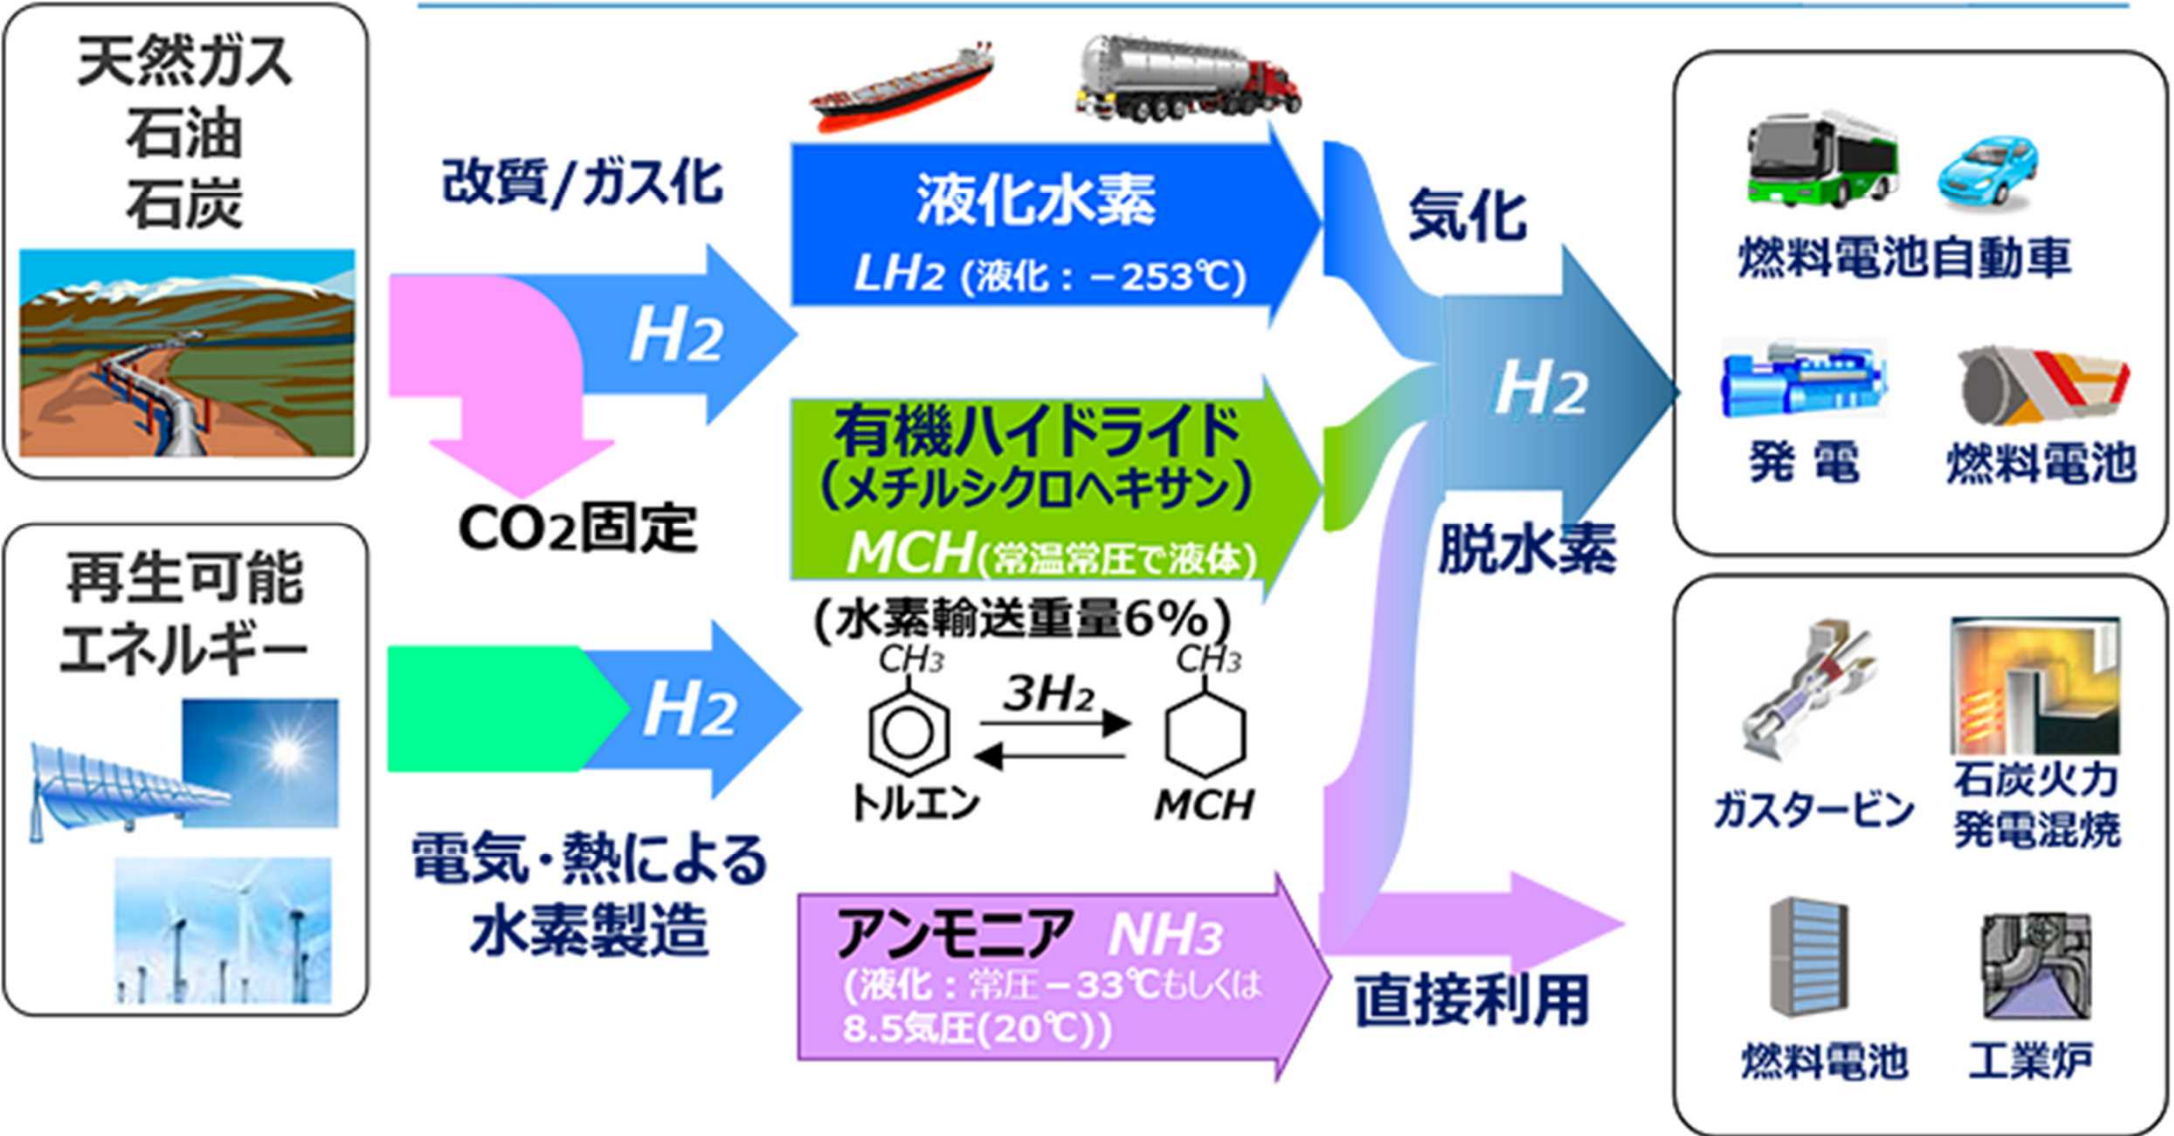 天然ガス
石油
石炭
改質/ガス化
H2
CO2固定
再生可能
エネルギー
H2
電気・熱による
水素製造
液化水素
LH2 (液化：－253℃)
有機ハイドライド
（メチルシクロヘキサン）
MCH(常温常圧で液体)
(水素輸送重量6%)
CH3
CH3
3H2
トルエン
MCH
アンモニア NH3
(液化：常圧－33℃もしくは
8.5気圧(20℃))
気化
H2
脱水素
直接利用
燃料電池自動車
発 電
燃料電池
ガスタービン
石炭火力
発電混焼
燃料電池
工業炉